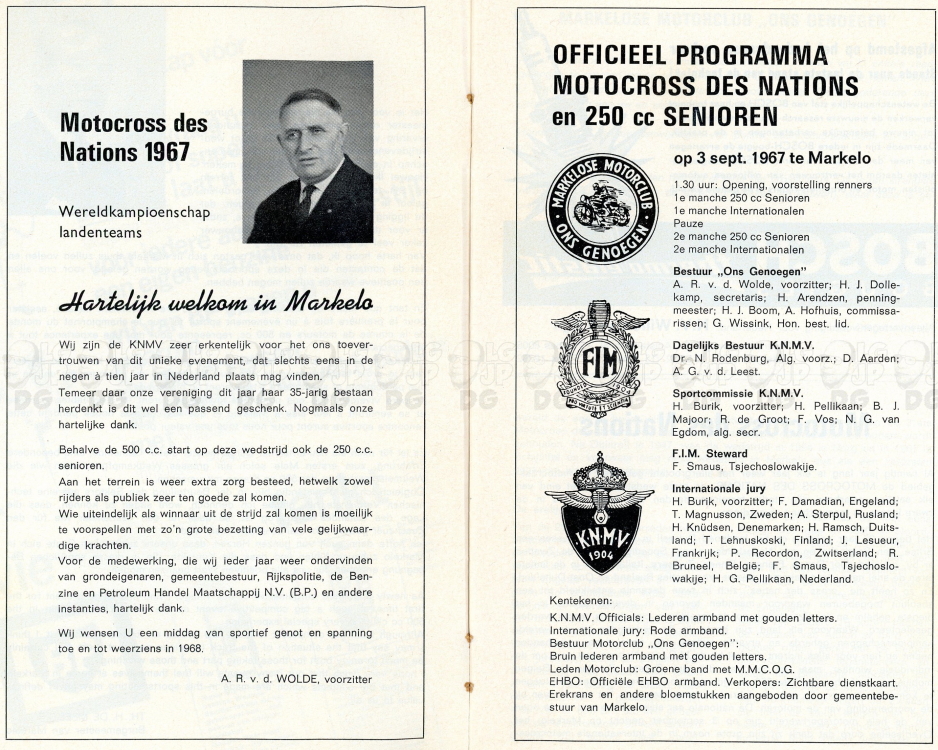 Motocross des
Nations 1967
Wereldkampioenschap
landenteams
Hartelijk welkom in Markelo
Wij zijn de KNMV zeer erkentelijk voor het ons toever-
trouwen van dit unieke evenement, dat slechts eens in de
negen à tien jaar in Nederland plaats mag vinden.
Temeer daar onze vereniging dit jaar haar 35-jarig bestaan
herdenkt is dit wel een passend geschenk. Nogmaals onze
hartelijke dank.
Behalve de 500 c.c. start op deze wedstrijd ook de 250 c.c.
senioren.
Aan het terrein is weer extra zorg besteed, hetwelk zowel
rijders als publiek zeer ten goede zal komen.
Wie uiteindelijk als winnaar uit de strijd zal komen is moeilijk
te voorspellen met zo'n grote bezetting van vele gelijkwaar-
dige krachten.
Voor de medewerking, die wij ieder jaar weer ondervinden
van grondeigenaren, gemeentebestuur, Rijkspolitie, de Ben-
zine en Petroleum Handel Maatschappij N.V. (B.P.) en andere
instanties, hartelijk dank.
Wij wensen U een middag van sportief genot en spanning
toe en tot weerziens in 1968.
A. R. v. d. WOLDE, voorzitter
OFFICIEEL PROGRAMMA
MOTOCROSS DES NATIONS
en 250 cc SENIOREN
MARKELOSE MOTORCLUB
ONS GENOEGEN
op 3 sept. 1967 te Markelo
1.30 uur: Opening, voorstelling renners
1e manche 250 cc Senioren
1e manche Internationalen
Pauze
2e manche 250 cc Senioren
2e manche Internationalen
Bestuur „Ons Genoegen"
A. R. v. d. Wolde, voorzitter; H. J. Dolle-
kamp, secretaris; H. Arendzen, penning-
meester; H. J. Boom, A. Hofhuis, commissa-
rissen; G. Wissink, Hon. best. lid.
FIM
Dagelijks Bestuur K.N.M.V.
Dr. N. Rodenburg, Alg. voorz.; D. Aarden;
A. G. v. d. Leest.
Sportcommissie K.N.M.V.
H. Burik, voorzitter; H. Pellikaan; B. J.
Majoor; R. de Groot; F. Vos; N. G. van
Egdom, alg. secr.
F.I.M. Steward
F. Smaus, Tsjechoslowakije.
K.N.M.V.
1904
Internationale jury
H. Burik, voorzitter; F. Damadian, Engeland;
T. Magnusson, Zweden; A. Sterpul, Rusland;
H. Knüdsen, Denemarken; H. Ramsch, Duits-
land; T. Lehnuskoski, Finland; J. Lesueur,
Frankrijk; P. Recordon, Zwitserland; R.
Bruneel, België; F. Smaus, Tsjechoslo-
wakije; H. G. Pellikaan, Nederland.
Kentekenen:
K.N.M.V. Officials: Lederen armband met gouden letters.
Internationale jury: Rode armband.
Bestuur Motorclub „Ons Genoegen":
Bruin lederen armband met gouden letters.
Leden Motorclub: Groene band met M.M.C.O.G.
EHBO: Officiële EHBO armband. Verkopers: Zichtbare dienstkaart.
Erekrans en andere bloemstukken aangeboden door gemeentebe-
stuur van Markelo.